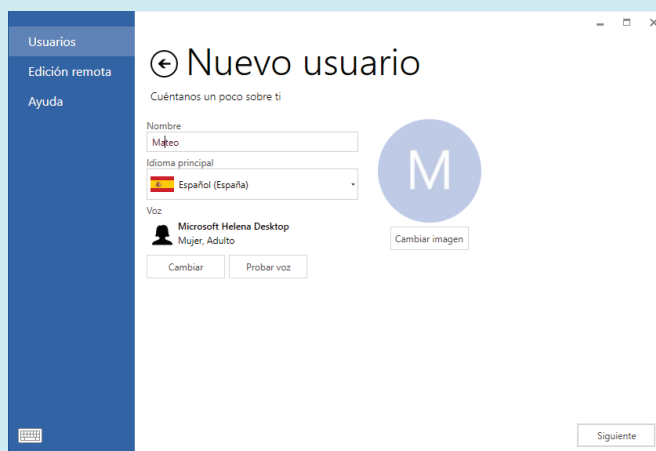 Usuarios
Edición remota
Ayuda
Nuevo usuario
Cuéntanos un poco sobre ti
Nombre
Mateo
Idioma principal
Español (España)
Voz
Microsoft Helena Desktop
Mujer, Adulto
Cambiar
Probar voz
M
Cambiar imagen
Siguiente